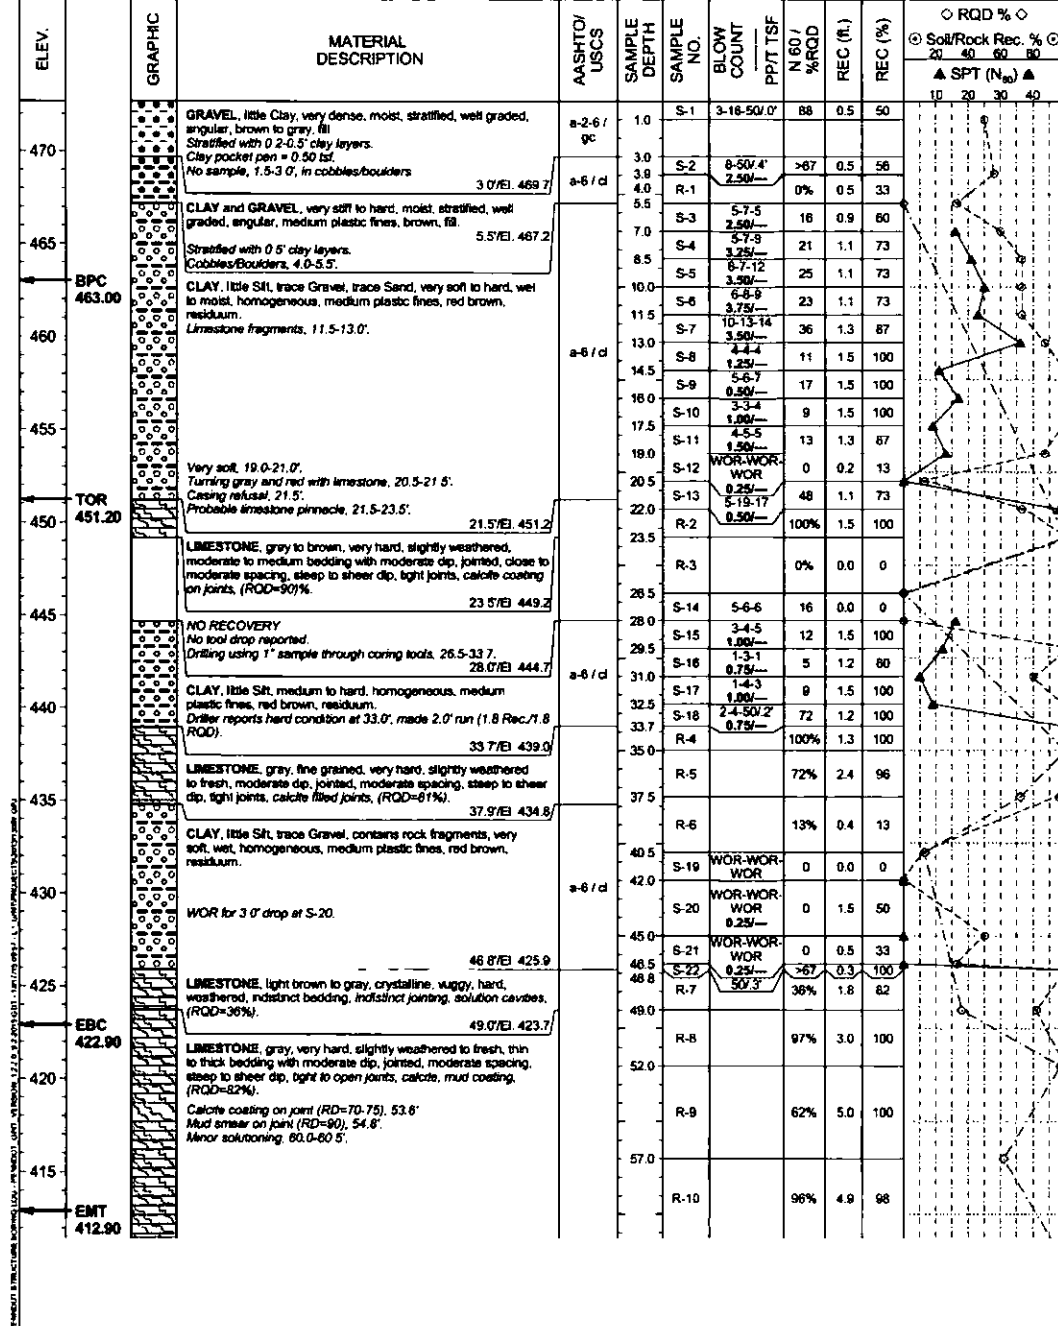 ELEV.
GRAPHIC
MATERIAL
DESCRIPTION
AASHTO/
USCS
SAMPLE
DEPTH
SAMPLE
NO.
BLOW
COUNT
PP/T TSF
N 60 /
%RQD
REC (ft.)
REC (%)
RQD %
Soil/Rock Rec. %
20 40 60 80
SPT (N60)
10 20 30 40
GRAVEL, little Clay, very dense, moist, stratified, well graded,
angular, brown to gray, fill
Stratified with 0.2-0.5' clay layers.
Clay pocket pen = 0.50 tsf.
No sample, 1.5-3.0', in cobbles/boulders
3.0'/El. 469.7
CLAY and GRAVEL, very stiff to hard, moist, stratified, well
graded, angular, medium plastic fines, brown, fill.
5.5'/El. 467.2
Stratified with 0.5' clay layers.
Cobbles/Boulders, 4.0-5.5'.
CLAY, little Silt, trace Gravel, trace Sand, very soft to hard, wet
to moist, homogeneous, medium plastic fines, red brown,
residuum.
Limestone fragments, 11.5-13.0'.
Very soft, 19.0-21.0'.
Turning gray and red with limestone, 20.5-21.5'.
Casing refusal, 21.5'.
Probable limestone pinnacle, 21.5-23.5'.
21.5'/El. 451.2
LIMESTONE, gray to brown, very hard, slightly weathered,
moderate to medium bedding with moderate dip, jointed, close to
moderate spacing, steep to sheer dip, tight joints, calcite coating
on joints, (RQD=90)%.
23.5'/El. 449.2
NO RECOVERY
No tool drop reported.
Drilling using 1" sample through coring tools, 26.5-33.7.
28.0'/El. 444.7
CLAY, little Silt, medium to hard, homogeneous, medium
plastic fines, red brown, residuum.
Driller reports hard condition at 33.0', made 2.0' run (1.8 Rec./1.8
RQD).
33.7'/El. 439.0
LIMESTONE, gray, fine grained, very hard, slightly weathered
to fresh, moderate dip, jointed, moderate spacing, steep to sheer
dip, tight joints, calcite filled joints, (RQD=61%).
37.9'/El. 434.8
CLAY, little Silt, trace Gravel, contains rock fragments, very
soft, wet, homogeneous, medium plastic fines, red brown,
residuum.
WOR for 3.0' drop at S-20.
46.8'/El. 425.9
LIMESTONE, light brown to gray, crystalline, vuggy, hard,
weathered, indistinct bedding, indistinct jointing, solution cavities,
(RQD=36%).
49.0'/El. 423.7
LIMESTONE, gray, very hard, slightly weathered to fresh, thin
to thick bedding with moderate dip, jointed, moderate spacing,
steep to sheer dip, tight to open joints, calcite, mud coating,
(RQD=82%).
Calcite coating on joint (RD=70-75), 53.6'
Mud smear on joint (RD=90), 54.8'.
Minor solutioning, 60.0-60.5'.
470
465
BPC
463.00
460
455
TOR
451.20
450
445
440
435
430
425
EBC
422.90
420
415
EMT
412.90
a-2-6 /
gc
a-6 / cl
a-6 / cl
a-6 / cl
a-6 / cl
1.0
3.0
3.9
4.0
5.5
7.0
8.5
10.0
11.5
13.0
14.5
16.0
17.5
19.0
20.5
22.0
23.5
26.5
28.0
29.5
31.0
32.5
33.7
35.0
37.5
40.5
42.0
45.0
46.5
46.8
49.0
52.0
57.0
S-1 3-16-50/.0' 88 0.5 50
S-2 8-50/.4' 2.50/--- >67 0.5 56
R-1 0% 0.5 33
S-3 5-7-5 2.50/--- 16 0.9 60
S-4 5-7-9 3.25/--- 21 1.1 73
S-5 6-7-12 3.50/--- 25 1.1 73
S-6 6-8-9 3.75/--- 23 1.1 73
S-7 10-13-14 3.50/--- 36 1.3 87
S-8 4-4-4 1.25/--- 11 1.5 100
S-9 5-6-7 0.50/--- 17 1.5 100
S-10 3-3-4 1.00/--- 9 1.5 100
S-11 4-5-5 1.50/--- 13 1.3 87
S-12 WOR-WOR-WOR 0.25/--- 0 0.2 13
S-13 5-19-17 0.50/--- 48 1.1 73
R-2 100% 1.5 100
R-3 0% 0.0 0
S-14 5-6-6 16 0.0 0
S-15 3-4-5 1.00/--- 12 1.5 100
S-16 1-3-1 0.75/--- 5 1.2 80
S-17 1-4-3 1.00/--- 9 1.5 100
S-18 2-4-50/.2' 0.75/--- 72 1.2 100
R-4 100% 1.3 100
R-5 72% 2.4 96
R-6 13% 0.4 13
S-19 WOR-WOR-WOR 0 0.0 0
S-20 WOR-WOR-WOR 0.25/--- 0 1.5 50
S-21 WOR-WOR-WOR 0.25/--- 0 0.5 33
S-22 50/.3' >67 0.3 100
R-7 36% 1.8 82
R-8 97% 3.0 100
R-9 62% 5.0 100
R-10 96% 4.9 98